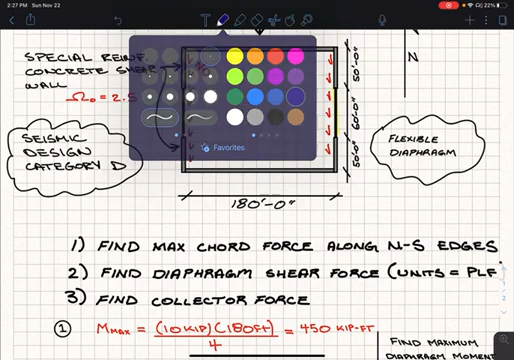 2:27 PM Sun Nov 22
22%
SPECIAL REINF.
CONCRETE SHEAR
WALL
Ωo = 2.5
SEISMIC
DESIGN
CATEGORY D
Favorites
50'-0"
60'-0"
50'-0"
180'-0"
N
FLEXIBLE
DIAPHRAGM
1) FIND MAX CHORD FORCE ALONG N-S EDGES
2) FIND DIAPHRAGM SHEAR FORCE (UNITS = PLF
3) FIND COLLECTOR FORCE
① MMAX = (10 KIP)(180FT) / 4 = 450 KIP-FT
FIND MAXIMUM
DIAPHRAGM MOMENT